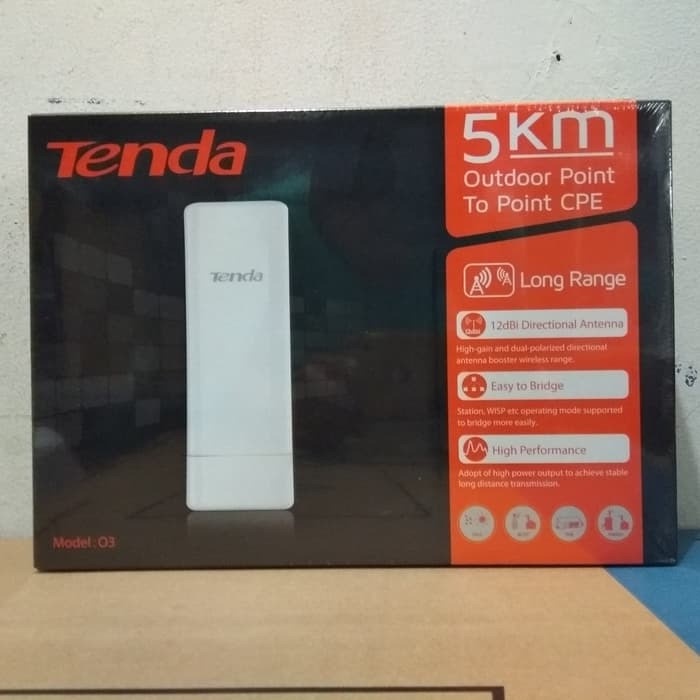 Tenda
5km
Outdoor Point
To Point CPE
Tenda
Long Range
12dBi Directional Antenna
High-gain and dual-polarized directional
antenna booster wireless range.
Easy to Bridge
Station, WISP etc operating mode supported
to bridge more easily.
High Performance
Adopt of high power output to achieve stable
long distance transmission.
Model: O3